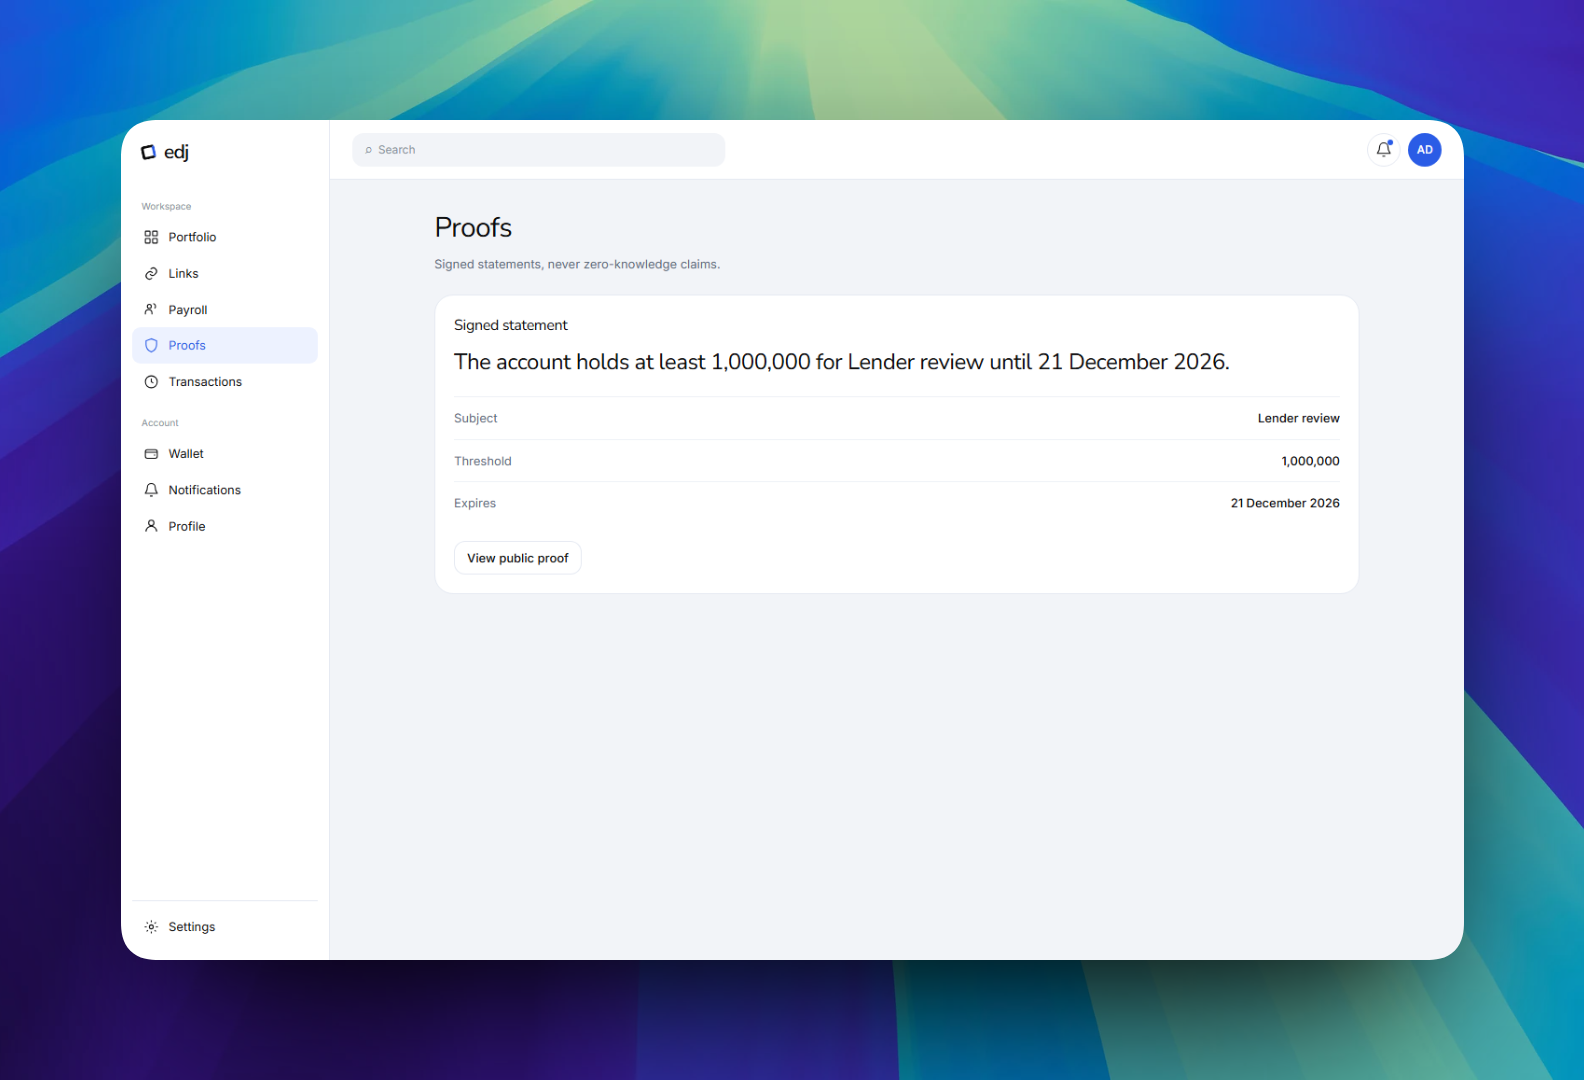 edj
Search
AD
Workspace
Portfolio
Links
Payroll
Proofs
Transactions
Account
Wallet
Notifications
Profile
Settings
Proofs
Signed statements, never zero-knowledge claims.
Signed statement
The account holds at least 1,000,000 for Lender review until 21 December 2026.
Subject Lender review
Threshold 1,000,000
Expires 21 December 2026
View public proof